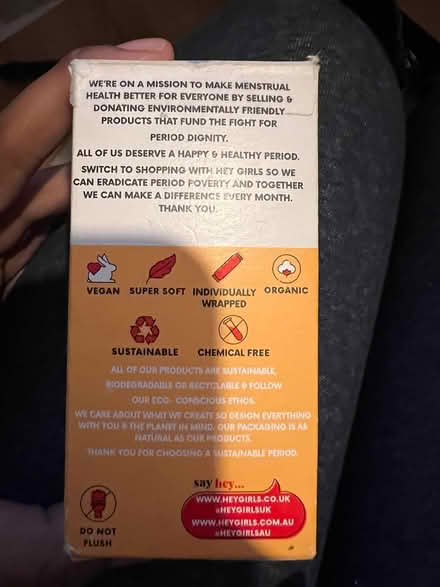 WE'RE ON A MISSION TO MAKE MENSTRUAL
HEALTH BETTER FOR EVERYONE BY SELLING &
DONATING ENVIRONMENTALLY FRIENDLY
PRODUCTS THAT FUND THE FIGHT FOR
PERIOD DIGNITY.
ALL OF US DESERVE A HAPPY & HEALTHY PERIOD.
SWITCH TO SHOPPING WITH HEY GIRLS SO WE
CAN ERADICATE PERIOD POVERTY AND TOGETHER
WE CAN MAKE A DIFFERENCE EVERY MONTH.
THANK YOU.
VEGAN
SUPER SOFT
INDIVIDUALLY
WRAPPED
ORGANIC
SUSTAINABLE
CHEMICAL FREE
ALL OF OUR PRODUCTS ARE SUSTAINABLE,
BIODEGRADABLE OR RECYCLABLE & FOLLOW
OUR ECO- CONSCIOUS ETHOS.
WE CARE ABOUT WHAT WE CREATE SO DESIGN EVERYTHING
WITH YOU & THE PLANET IN MIND. OUR PACKAGING IS AS
NATURAL AS OUR PRODUCTS.
THANK YOU FOR CHOOSING A SUSTAINABLE PERIOD.
DO NOT
FLUSH
say hey...
WWW.HEYGIRLS.CO.UK
@HEYGIRLSUK
WWW.HEYGIRLS.COM.AU
@HEYGIRLSAU